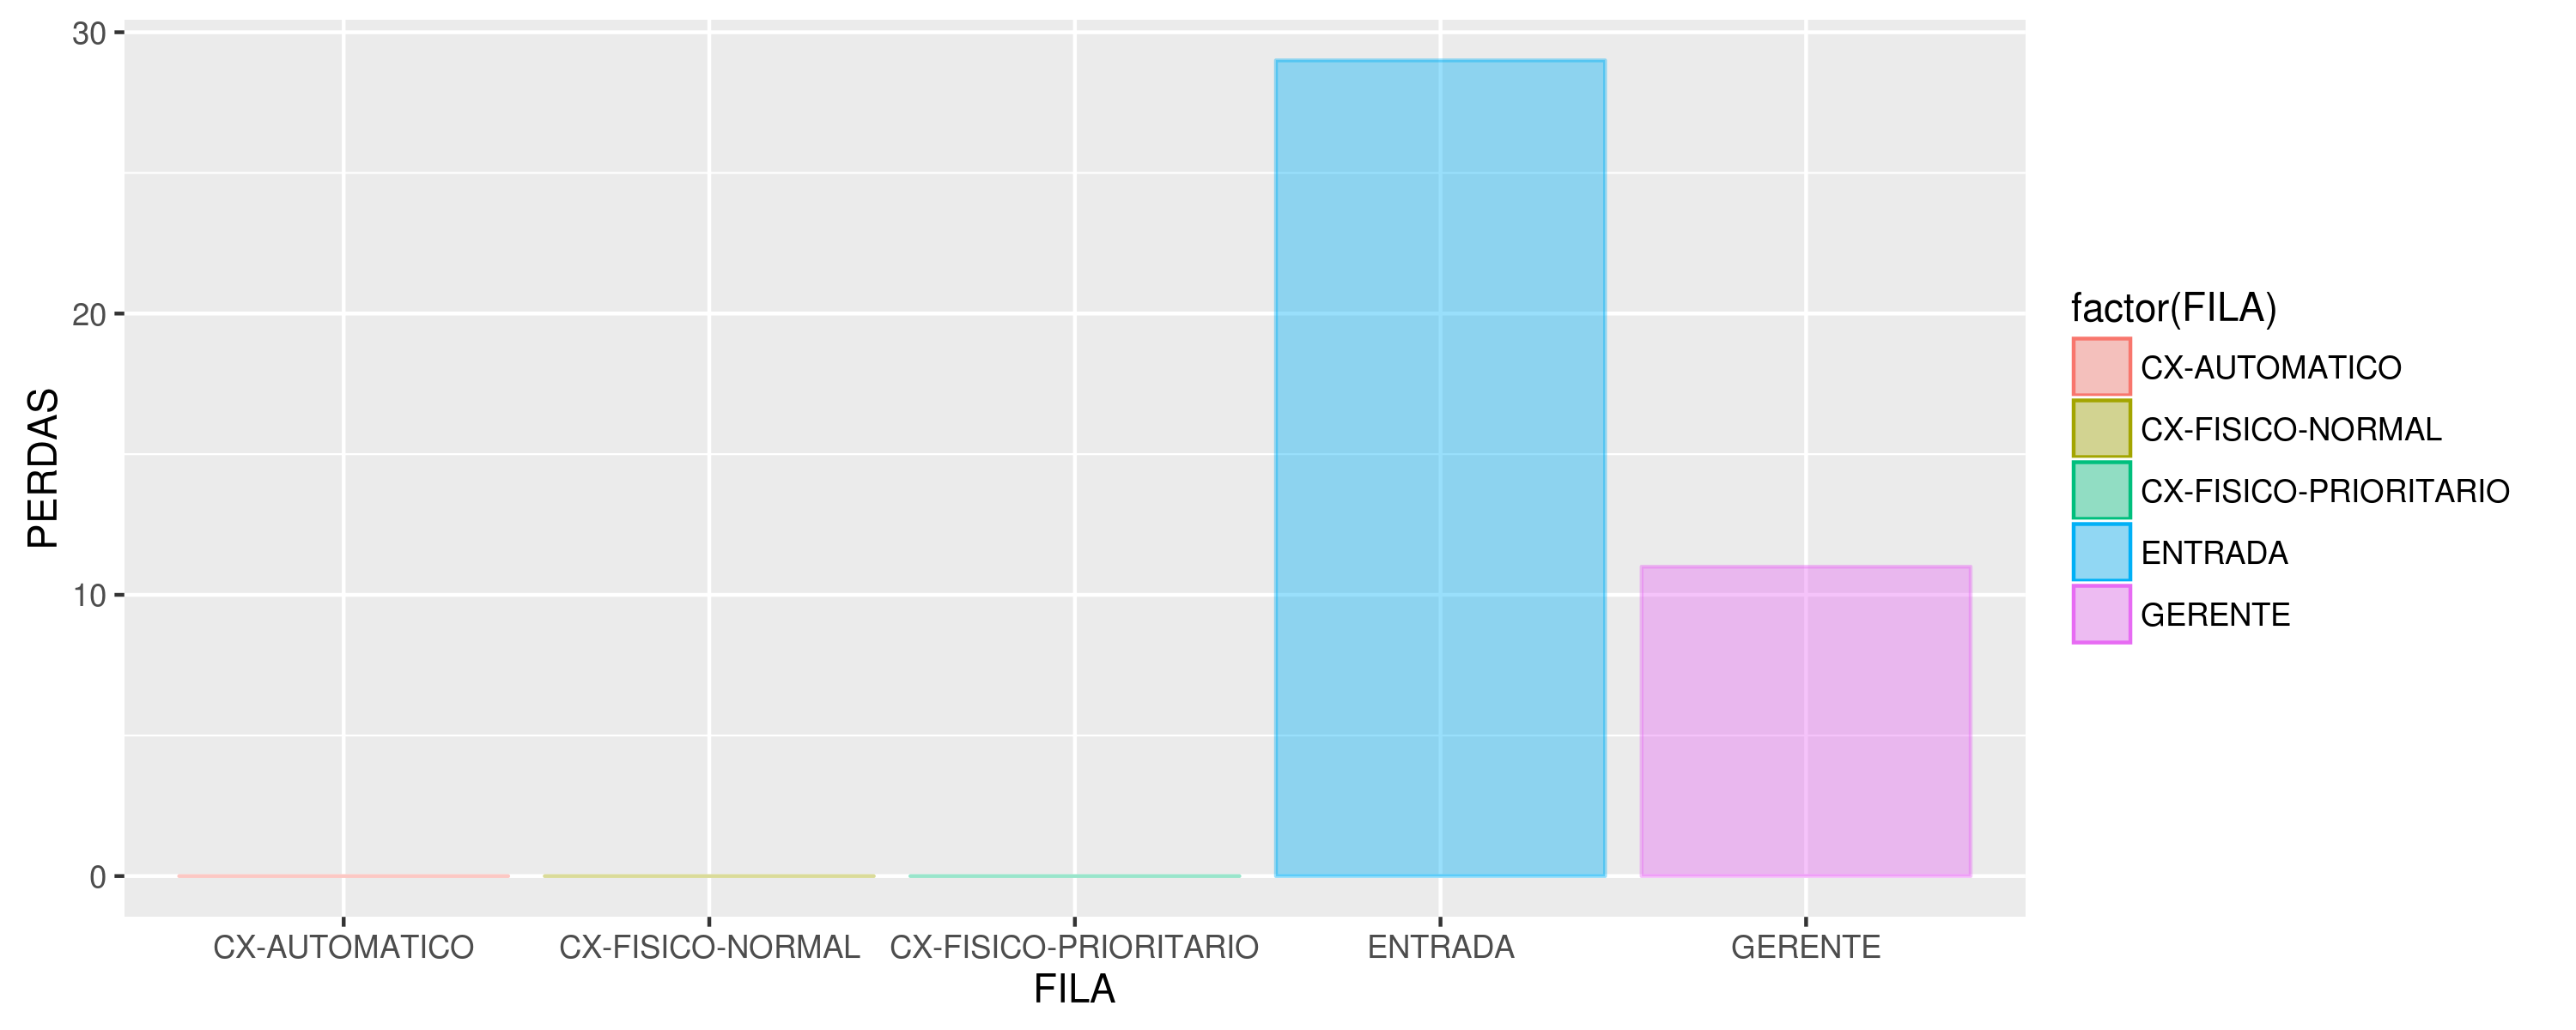 30
20
10
0
PERDAS
CX-AUTOMATICO
CX-FISICO-NORMAL
CX-FISICO-PRIORITARIO
ENTRADA
GERENTE
FILA
factor(FILA)
CX-AUTOMATICO
CX-FISICO-NORMAL
CX-FISICO-PRIORITARIO
ENTRADA
GERENTE